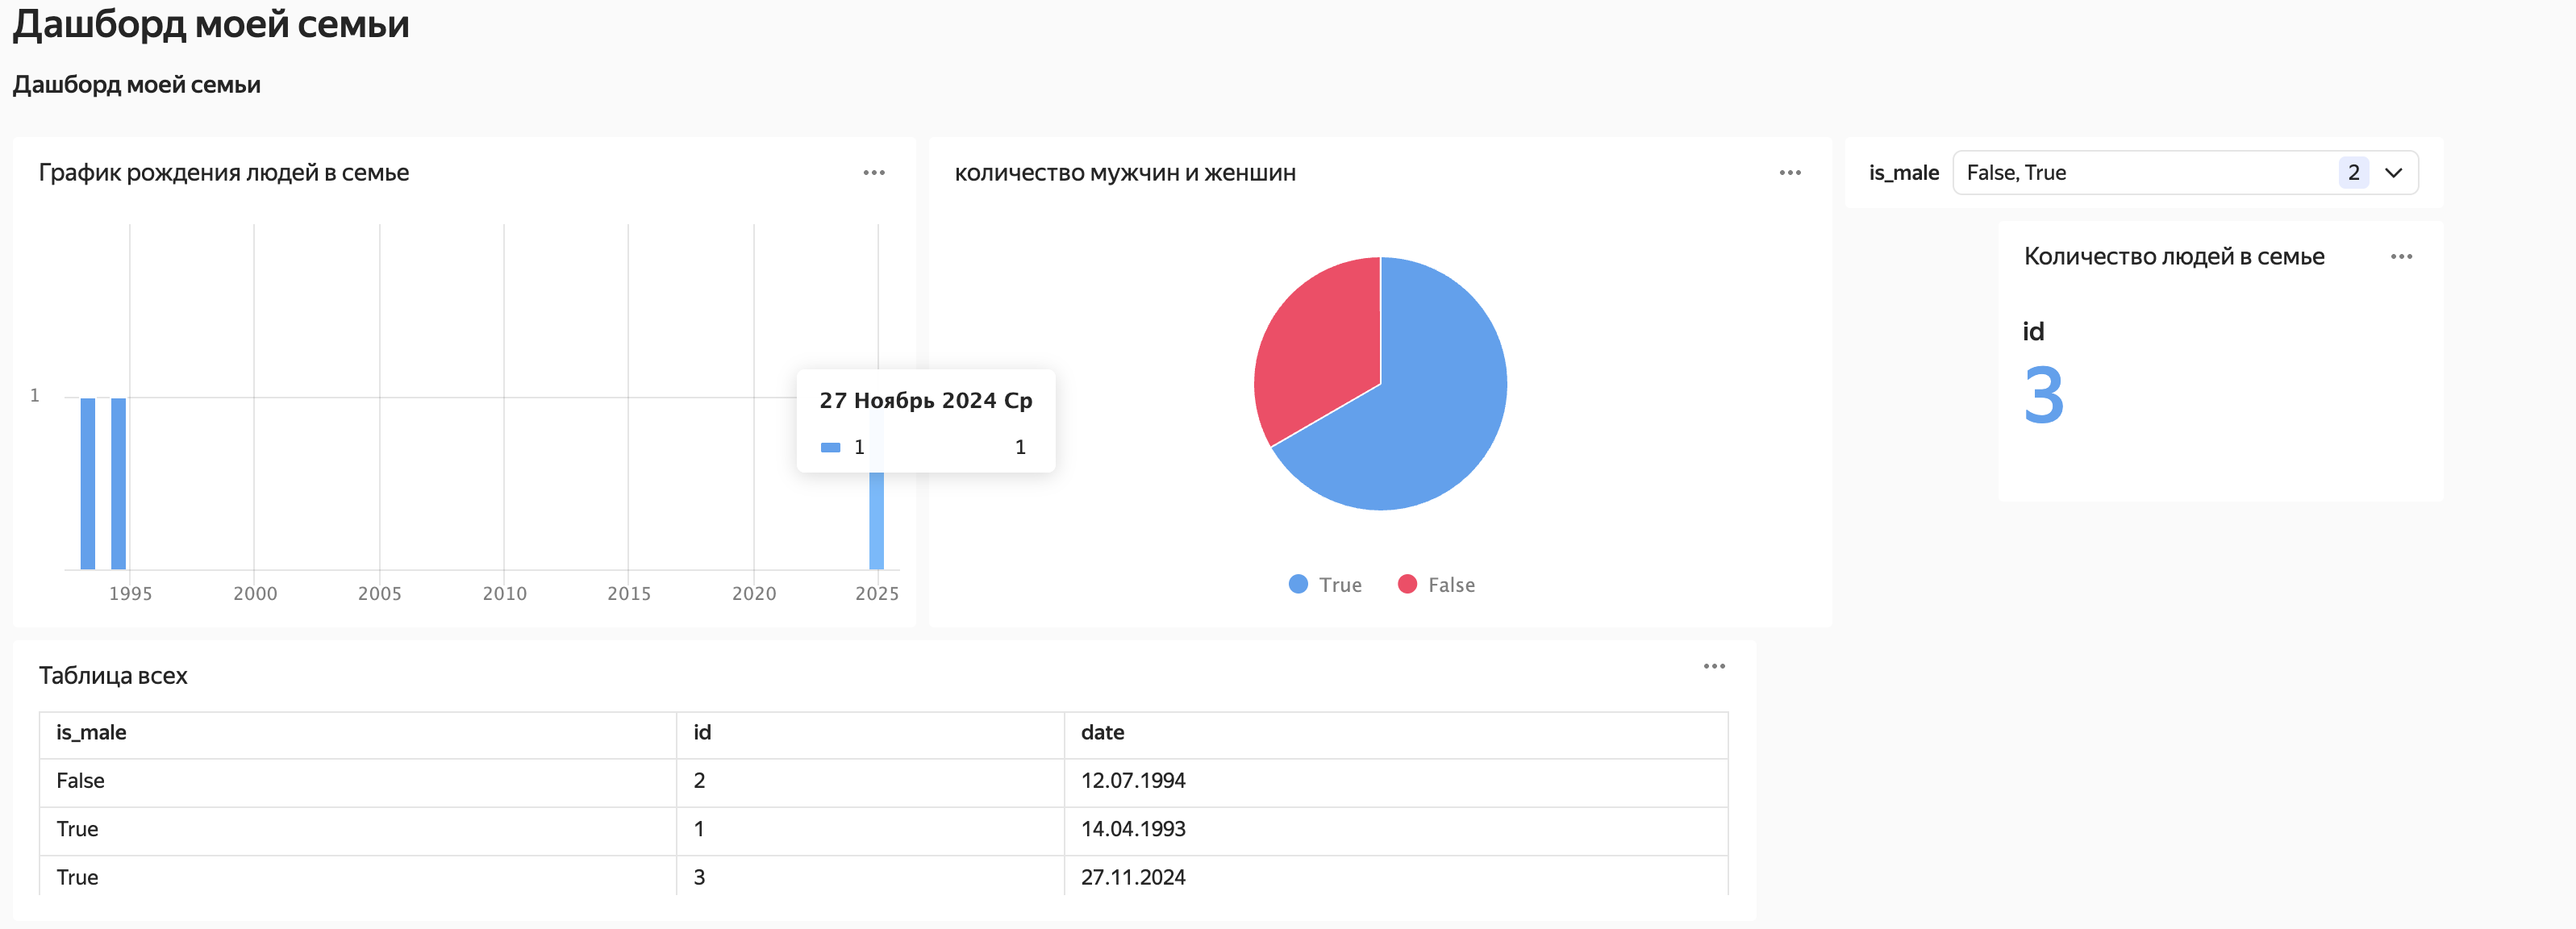 Дашборд моей семьи
Дашборд моей семьи
График рождения людей в семье
1
27 Ноябрь 2024 Ср
1 1
1995 2000 2005 2010 2015 2020 2025
количество мужчин и женшин
True False
is_male False, True 2
Количество людей в семье
id
3
Таблица всех
is_male id date
False 2 12.07.1994
True 1 14.04.1993
True 3 27.11.2024